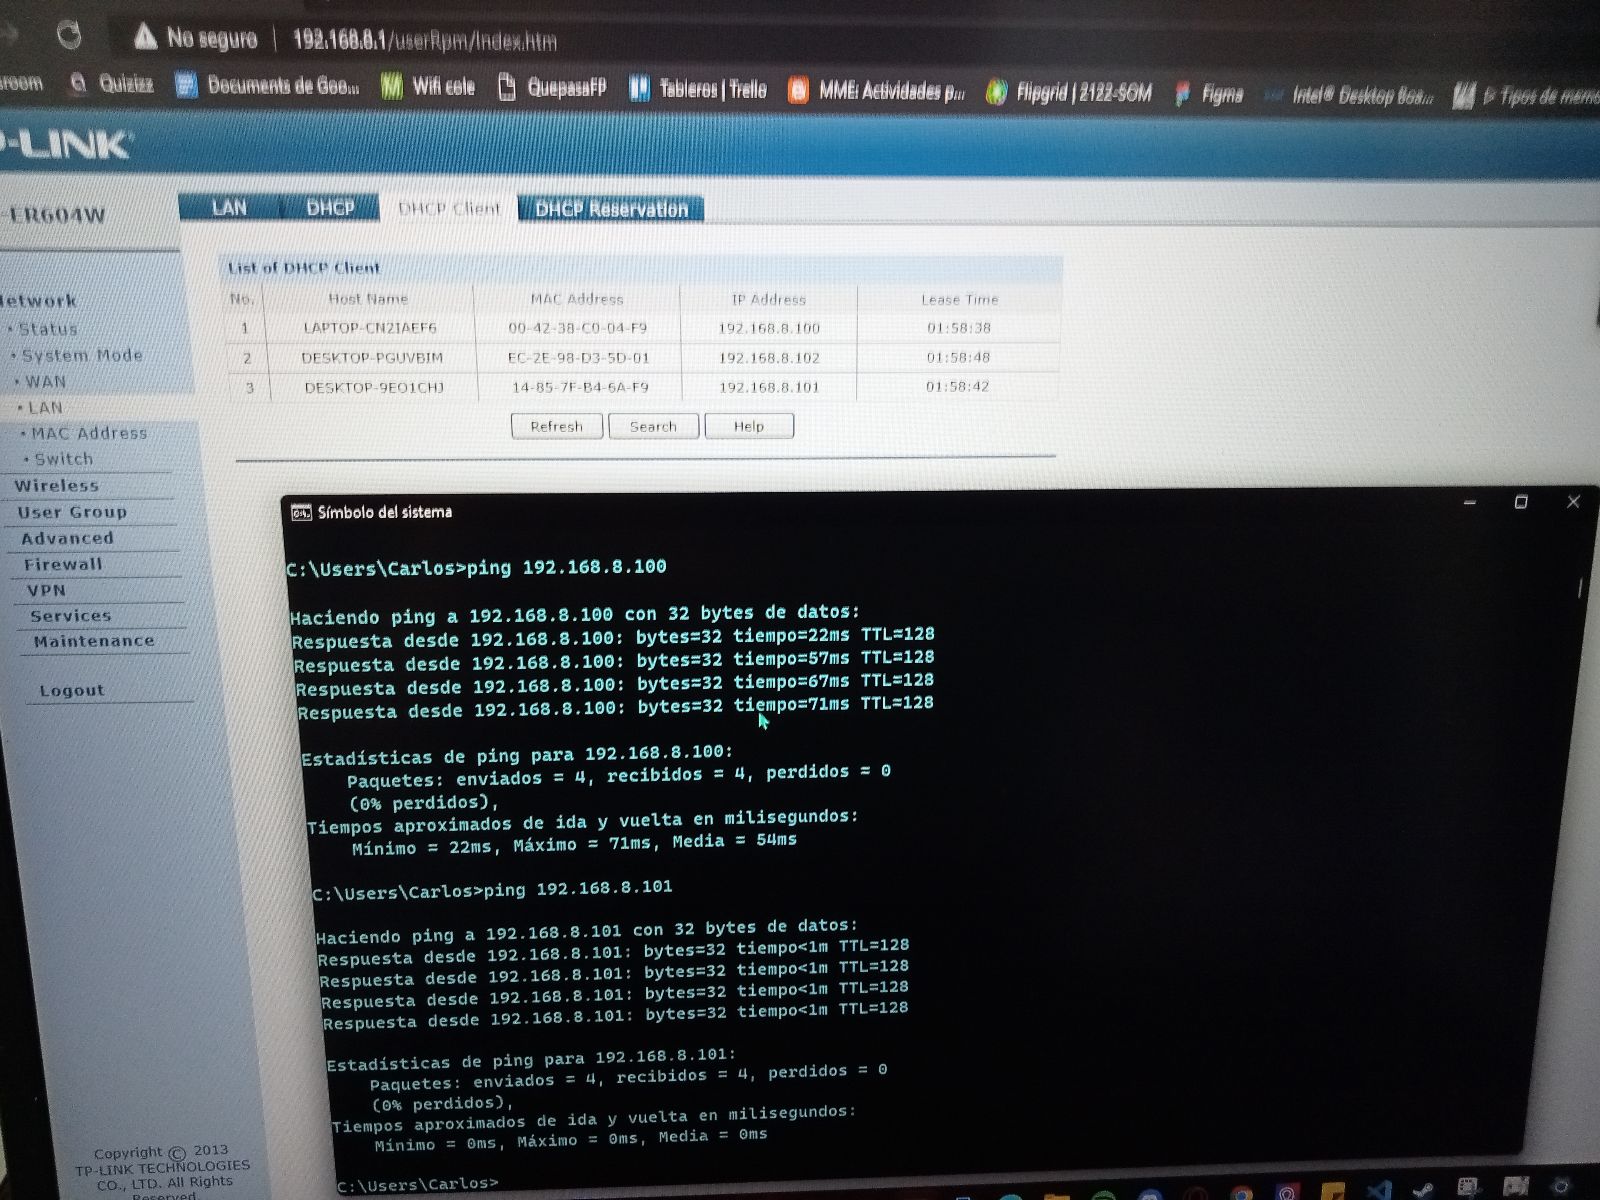 No seguro | 192.168.8.1/userRpm/Index.htm
room Quizizz Documents de Goo... Wifi cole QuepasaFP Tableros | Trello MME: Actividades p... Flipgrid | 2122-SOM Figma Intel® Desktop Boa... Tipos de memo
P-LINK
-ER604W
LAN DHCP DHCP Client DHCP Reservation
List of DHCP Client
No. Host Name MAC Address IP Address Lease Time
1 LAPTOP-CN2IAEF6 00-42-38-C0-04-F9 192.168.8.100 01:58:38
2 DESKTOP-PGUVBIM EC-2E-98-D3-5D-01 192.168.8.102 01:58:48
3 DESKTOP-9EO1CHJ 14-85-7F-B4-6A-F9 192.168.8.101 01:58:42
Refresh Search Help
Network
• Status
• System Mode
• WAN
• LAN
• MAC Address
• Switch
Wireless
User Group
Advanced
Firewall
VPN
Services
Maintenance
Logout
Copyright © 2013
TP-LINK TECHNOLOGIES
CO., LTD. All Rights
Reserved.
Símbolo del sistema
C:\Users\Carlos>ping 192.168.8.100
Haciendo ping a 192.168.8.100 con 32 bytes de datos:
Respuesta desde 192.168.8.100: bytes=32 tiempo=22ms TTL=128
Respuesta desde 192.168.8.100: bytes=32 tiempo=57ms TTL=128
Respuesta desde 192.168.8.100: bytes=32 tiempo=67ms TTL=128
Respuesta desde 192.168.8.100: bytes=32 tiempo=71ms TTL=128
Estadísticas de ping para 192.168.8.100:
Paquetes: enviados = 4, recibidos = 4, perdidos = 0
(0% perdidos),
Tiempos aproximados de ida y vuelta en milisegundos:
Mínimo = 22ms, Máximo = 71ms, Media = 54ms
C:\Users\Carlos>ping 192.168.8.101
Haciendo ping a 192.168.8.101 con 32 bytes de datos:
Respuesta desde 192.168.8.101: bytes=32 tiempo<1m TTL=128
Respuesta desde 192.168.8.101: bytes=32 tiempo<1m TTL=128
Respuesta desde 192.168.8.101: bytes=32 tiempo<1m TTL=128
Respuesta desde 192.168.8.101: bytes=32 tiempo<1m TTL=128
Estadísticas de ping para 192.168.8.101:
Paquetes: enviados = 4, recibidos = 4, perdidos = 0
(0% perdidos),
Tiempos aproximados de ida y vuelta en milisegundos:
Mínimo = 0ms, Máximo = 0ms, Media = 0ms
C:\Users\Carlos>